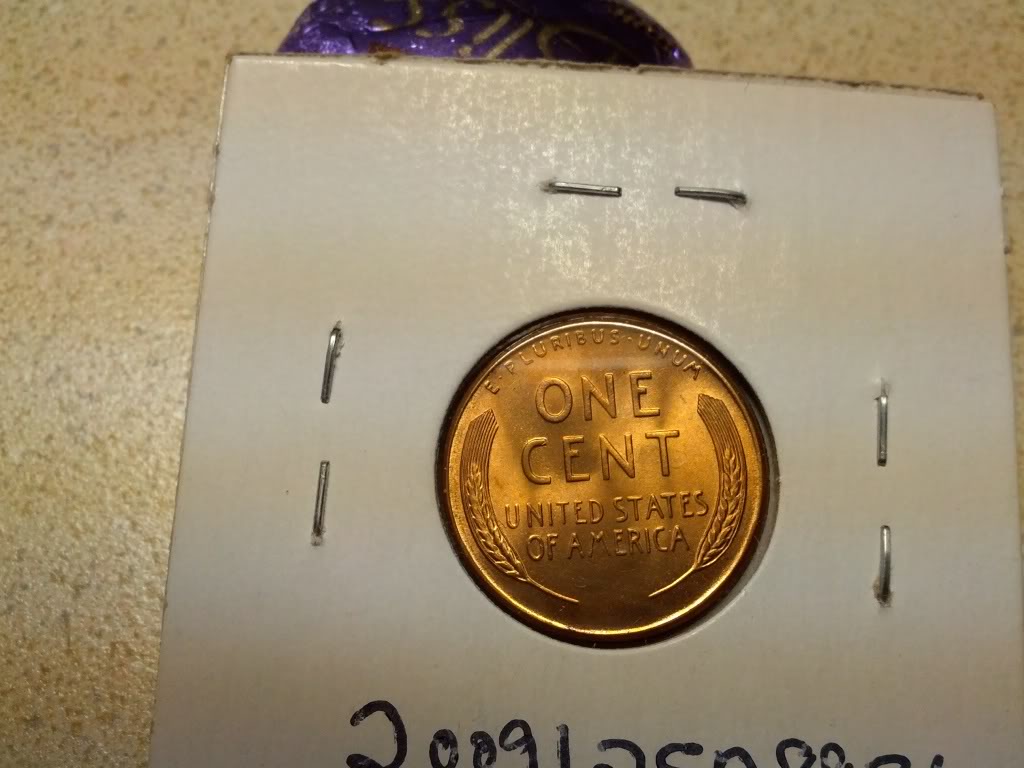 E · PLURIBUS · UNUM
ONE
CENT
UNITED STATES
OF AMERICA